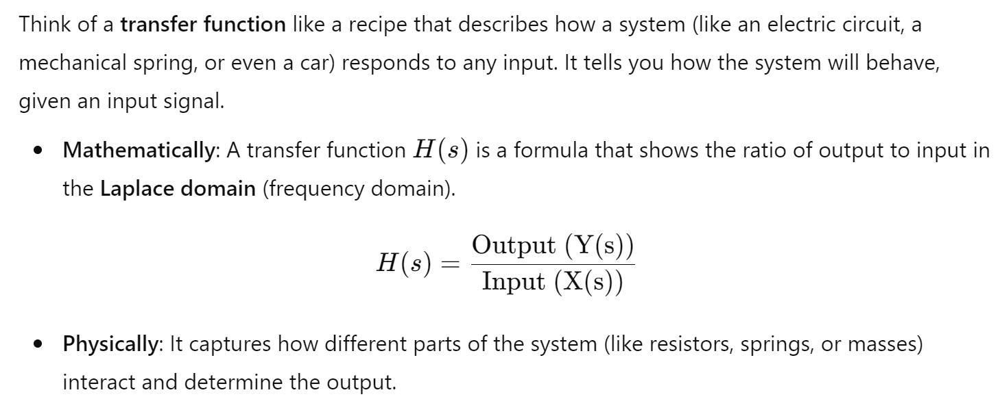 Think of a transfer function like a recipe that describes how a system (like an electric circuit, a
mechanical spring, or even a car) responds to any input. It tells you how the system will behave,
given an input signal.
• Mathematically: A transfer function H(s) is a formula that shows the ratio of output to input in
the Laplace domain (frequency domain).
H(s) = Output (Y(s)) / Input (X(s))
• Physically: It captures how different parts of the system (like resistors, springs, or masses)
interact and determine the output.